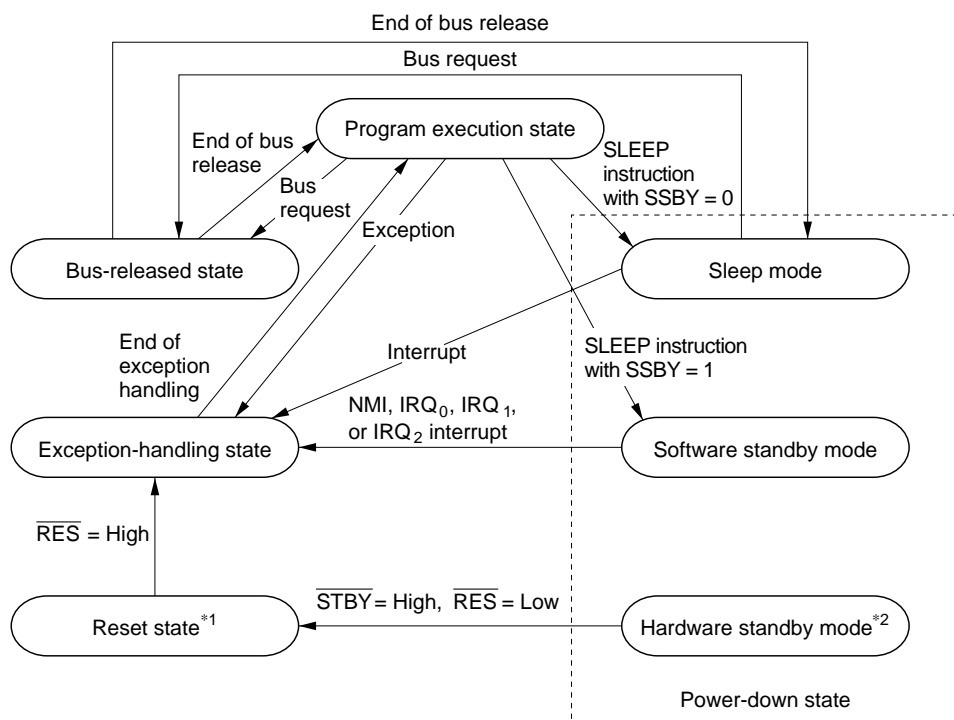 End of bus release
Bus request
Program execution state
End of bus
release
SLEEP
instruction
with SSBY = 0
Bus
request
Exception
Bus-released state
Sleep mode
End of
exception
handling
Interrupt
SLEEP instruction
with SSBY = 1
NMI, IRQ0, IRQ1,
or IRQ2 interrupt
Exception-handling state
Software standby mode
RES = High
STBY = High, RES = Low
Reset state*1
Hardware standby mode*2
Power-down state